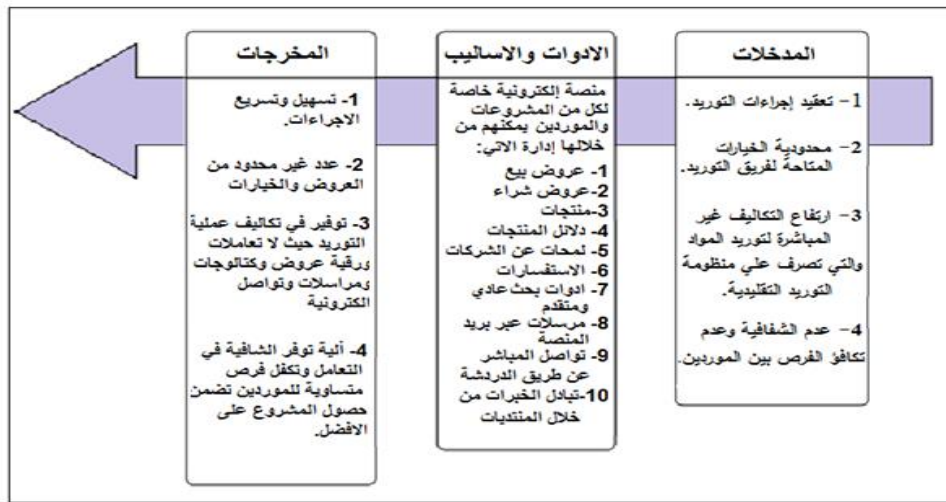 المدخلات
1- تعقيد إجراءات التوريد.
2- محدودية الخيارات
المتاحة لفريق التوريد.
3- ارتفاع التكاليف غير
المباشرة لتوريد المواد
والتي تصرف علي منظومة
التوريد التقليدية.
4- عدم الشفافية وعدم
تكافؤ الفرص بين الموردين.
الادوات والاساليب
منصة إلكترونية خاصة
لكل من المشروعات
والموردين يمكنهم من
خلالها إدارة الاتي:
1- عروض بيع
2-عروض شراء
3-منتجات
4- دلائل المنتجات
5- لمحات عن الشركات
6- الاستفسارات
7- ادوات بحث عادي
ومتقدم
8- مرسلات عبر بريد
المنصة
9- تواصل المباشر
عن طريق الدردشة
10-تبادل الخبرات من
خلال المنتديات
المخرجات
1- تسهيل وتسريع
الاجراءات.
2- عدد غير محدود من
العروض والخيارات
3- توفير في تكاليف عملية
التوريد حيث لا تعاملات
ورقية عروض وكتالوجات
ومراسلات وتواصل
الكترونية
4- ألية توفر الشافية في
التعامل وتكفل فرص
متساوية للموردين تضمن
حصول المشروع على
الافضل.